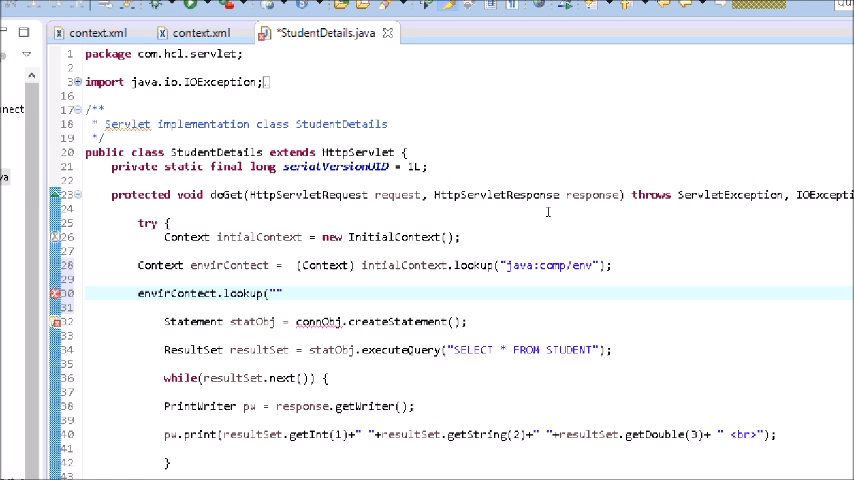 Qui
context.xml context.xml *StudentDetails.java
1 package com.hcl.servlet;
2
nnect
3 import java.io.IOException;
16
17 /**
18 * Servlet implementation class StudentDetails
19 */
va
20 public class StudentDetails extends HttpServlet {
21 private static final long serialVersionUID = 1L;
22
23 protected void doGet(HttpServletRequest request, HttpServletResponse response) throws ServletException, IOExcepti
24
25 try {
26 Context intialContext = new InitialContext();
27
28 Context envirContect = (Context) intialContext.lookup("java:comp/env");
29
30 envirContect.lookup(""
31
32 Statement statObj = connObj.createStatement();
33
34 ResultSet resultSet = statObj.executeQuery("SELECT * FROM STUDENT");
35
36 while(resultSet.next()) {
37
38 PrintWriter pw = response.getWriter();
39
40 pw.print(resultSet.getInt(1)+" "+resultSet.getString(2)+" "+resultSet.getDouble(3)+ " <br>");
41
42 }
43